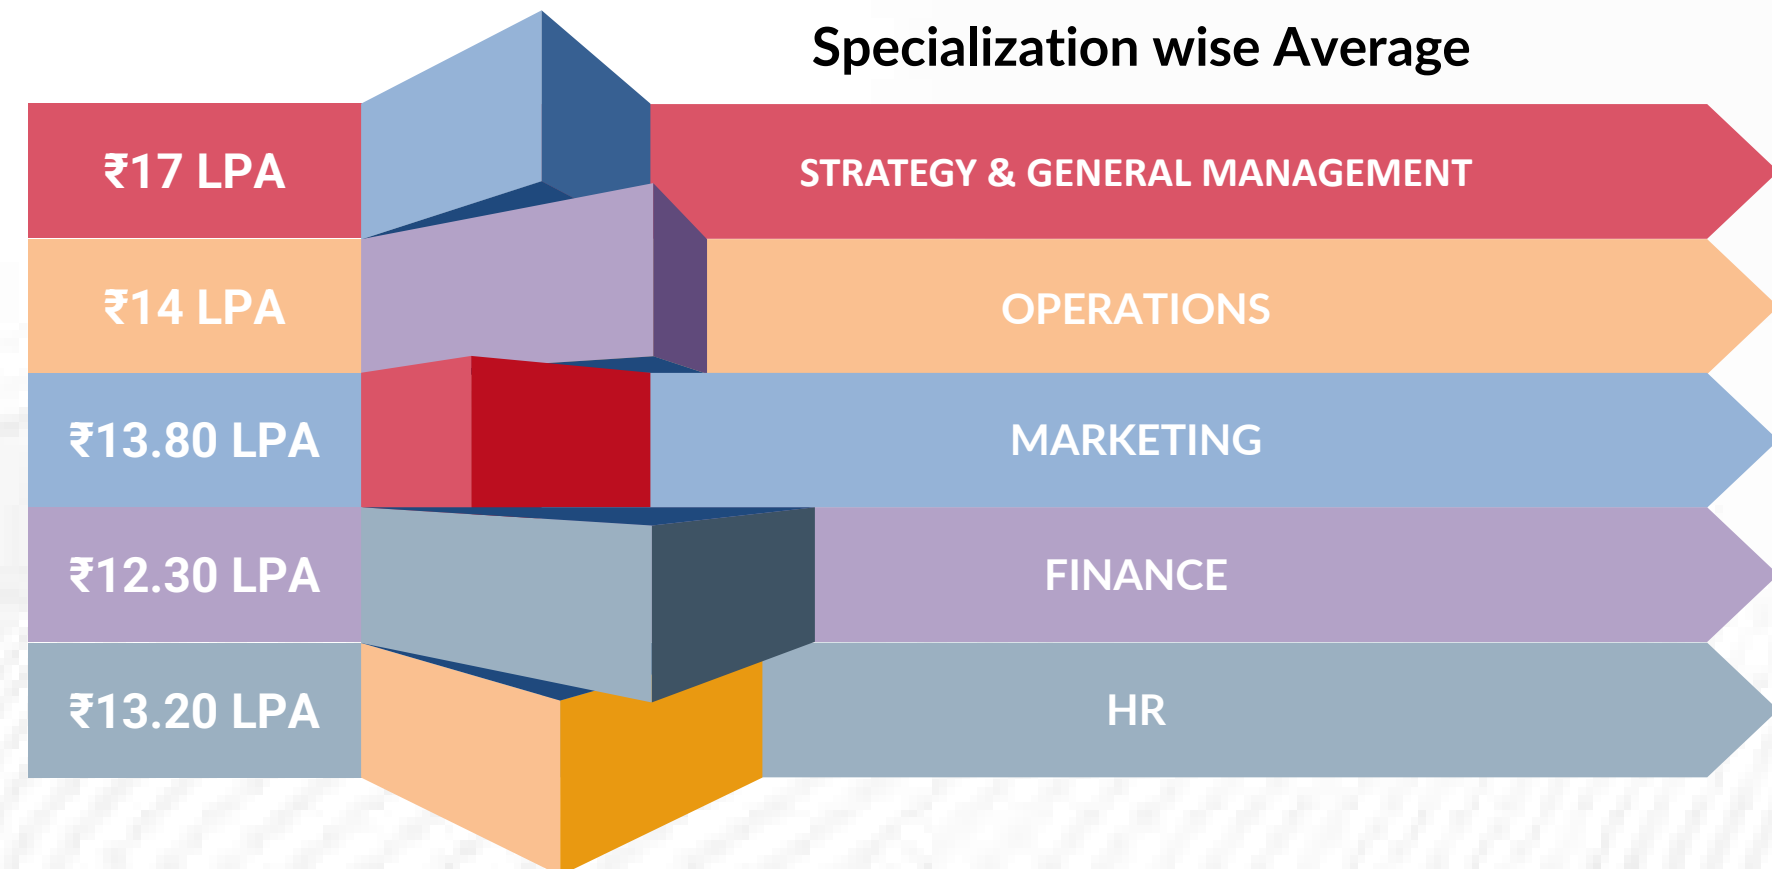 Specialization wise Average
₹17 LPA STRATEGY & GENERAL MANAGEMENT
₹14 LPA OPERATIONS
₹13.80 LPA MARKETING
₹12.30 LPA FINANCE
₹13.20 LPA HR